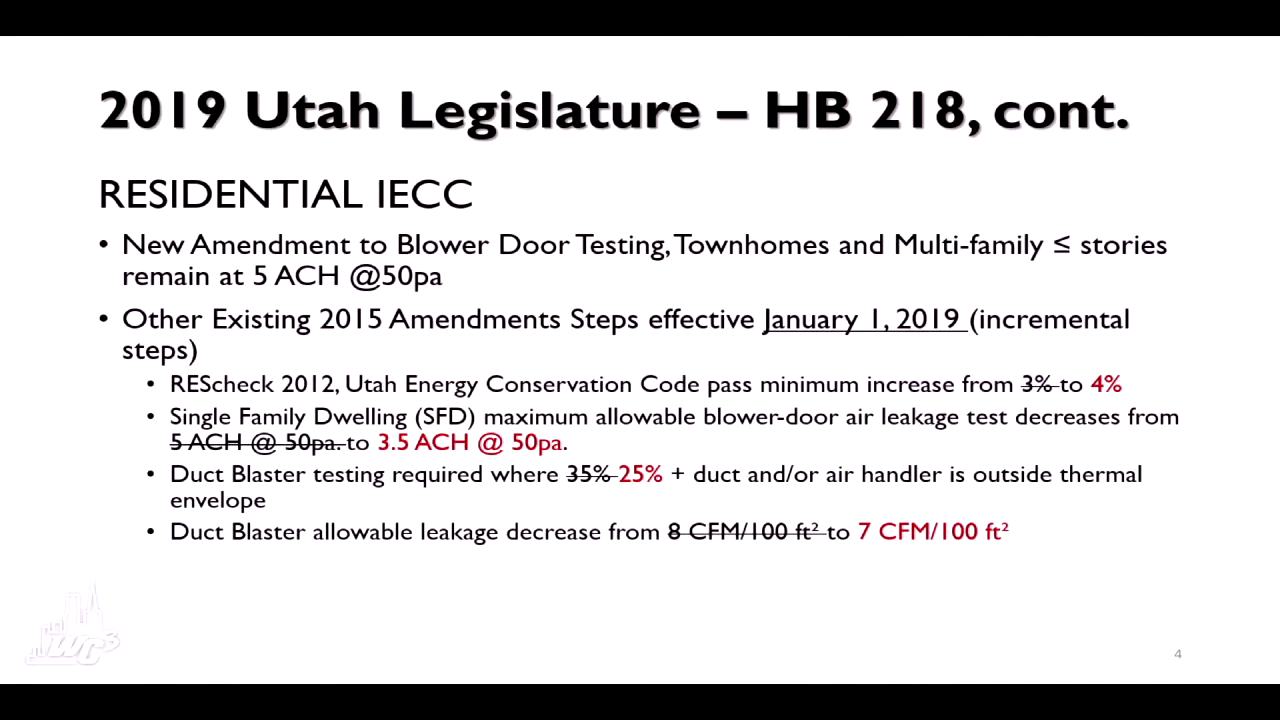 2019 Utah Legislature – HB 218, cont.
RESIDENTIAL IECC
• New Amendment to Blower Door Testing, Townhomes and Multi-family ≤ stories
remain at 5 ACH @50pa
• Other Existing 2015 Amendments Steps effective January 1, 2019 (incremental
steps)
• REScheck 2012, Utah Energy Conservation Code pass minimum increase from 3% to 4%
• Single Family Dwelling (SFD) maximum allowable blower-door air leakage test decreases from
5 ACH @ 50pa. to 3.5 ACH @ 50pa.
• Duct Blaster testing required where 35% 25% + duct and/or air handler is outside thermal
envelope
• Duct Blaster allowable leakage decrease from 8 CFM/100 ft² to 7 CFM/100 ft²
WC3
4